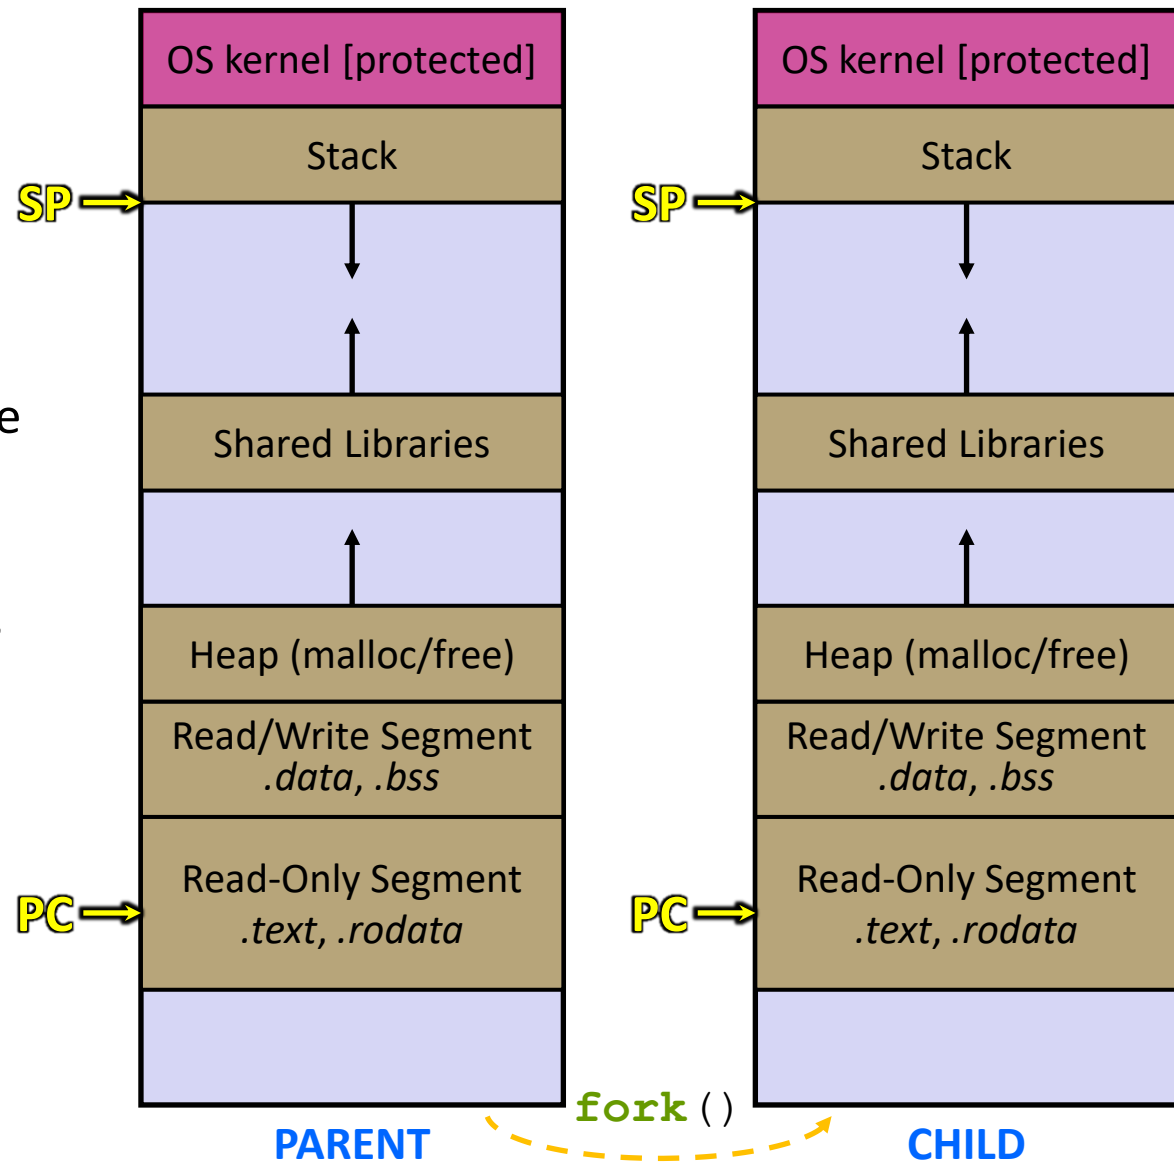 OS kernel [protected]
Stack
SP
Shared Libraries
Heap (malloc/free)
Read/Write Segment
.data, .bss
Read-Only Segment
.text, .rodata
PC
PARENT
OS kernel [protected]
Stack
SP
Shared Libraries
Heap (malloc/free)
Read/Write Segment
.data, .bss
Read-Only Segment
.text, .rodata
PC
CHILD
fork()
e